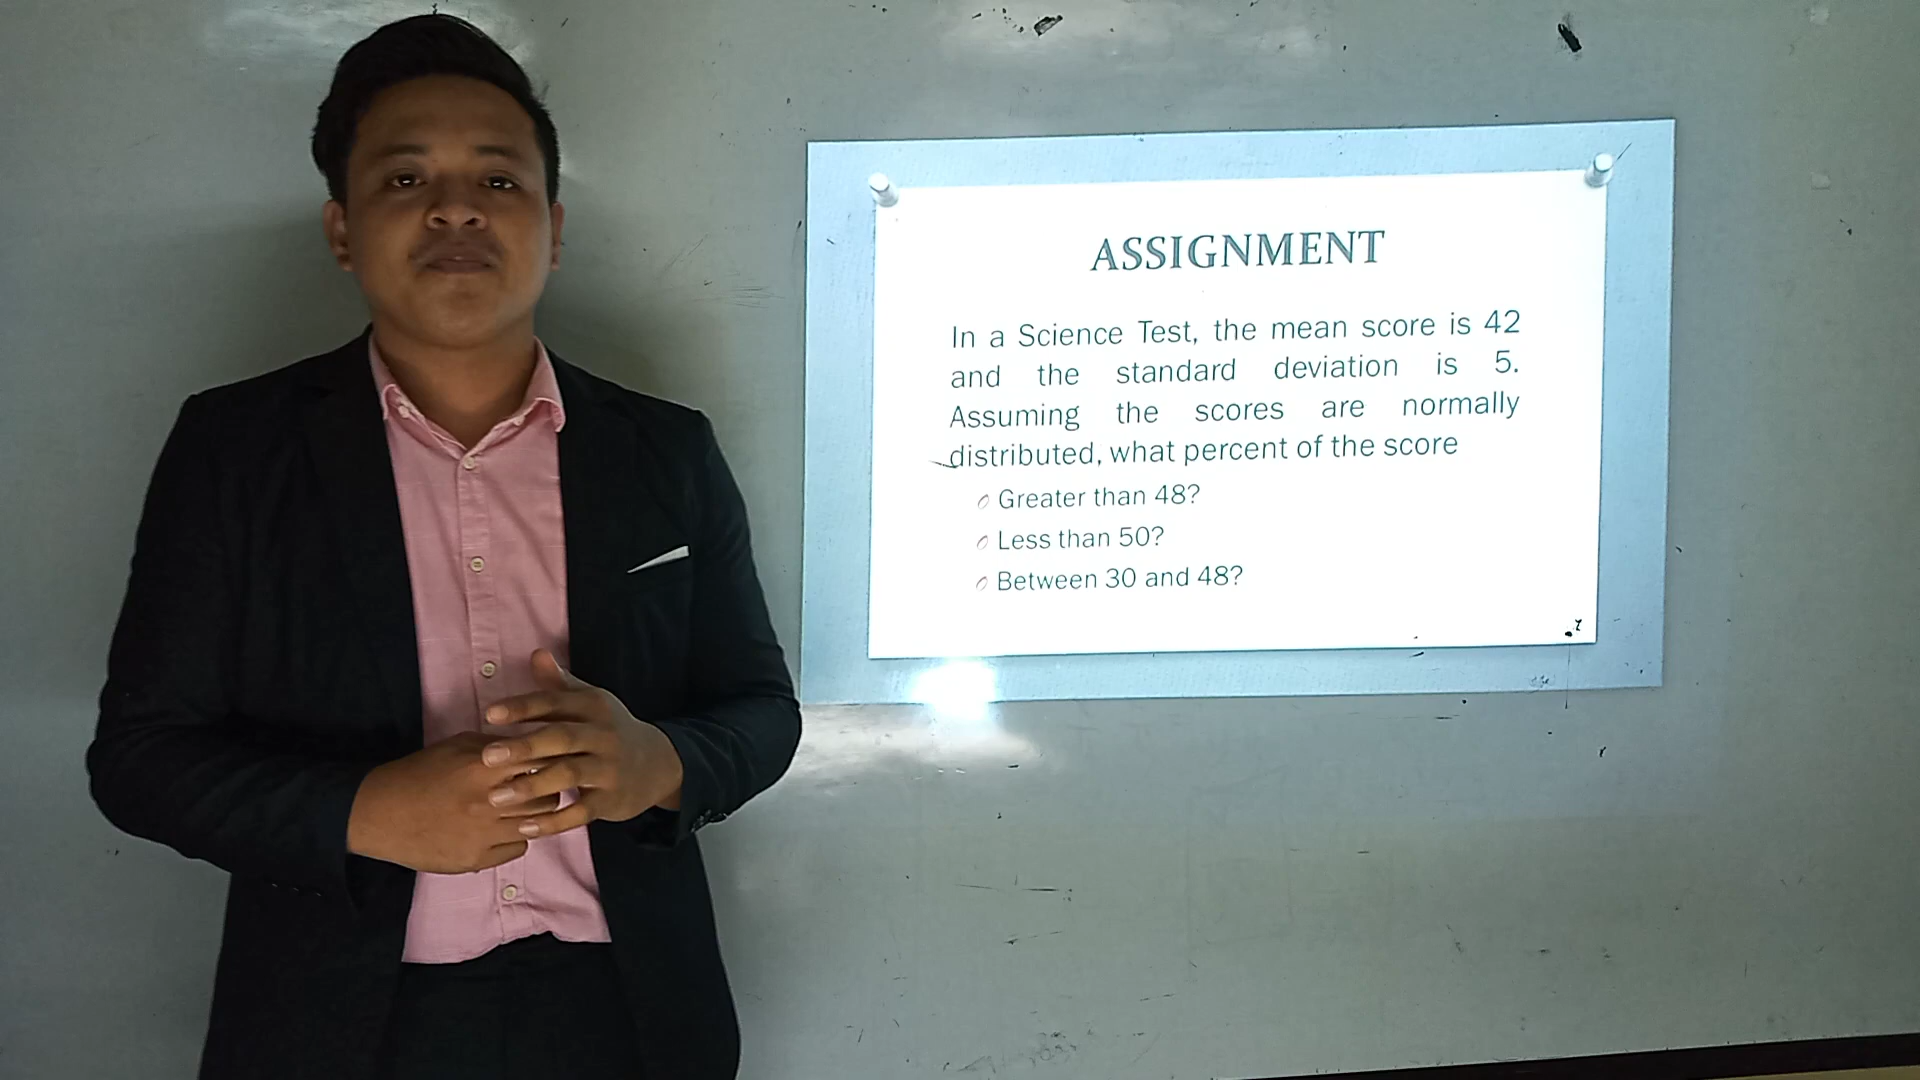 ASSIGNMENT
In a Science Test, the mean score is 42
and the standard deviation is 5.
Assuming the scores are normally
distributed, what percent of the score
Greater than 48?
Less than 50?
Between 30 and 48?